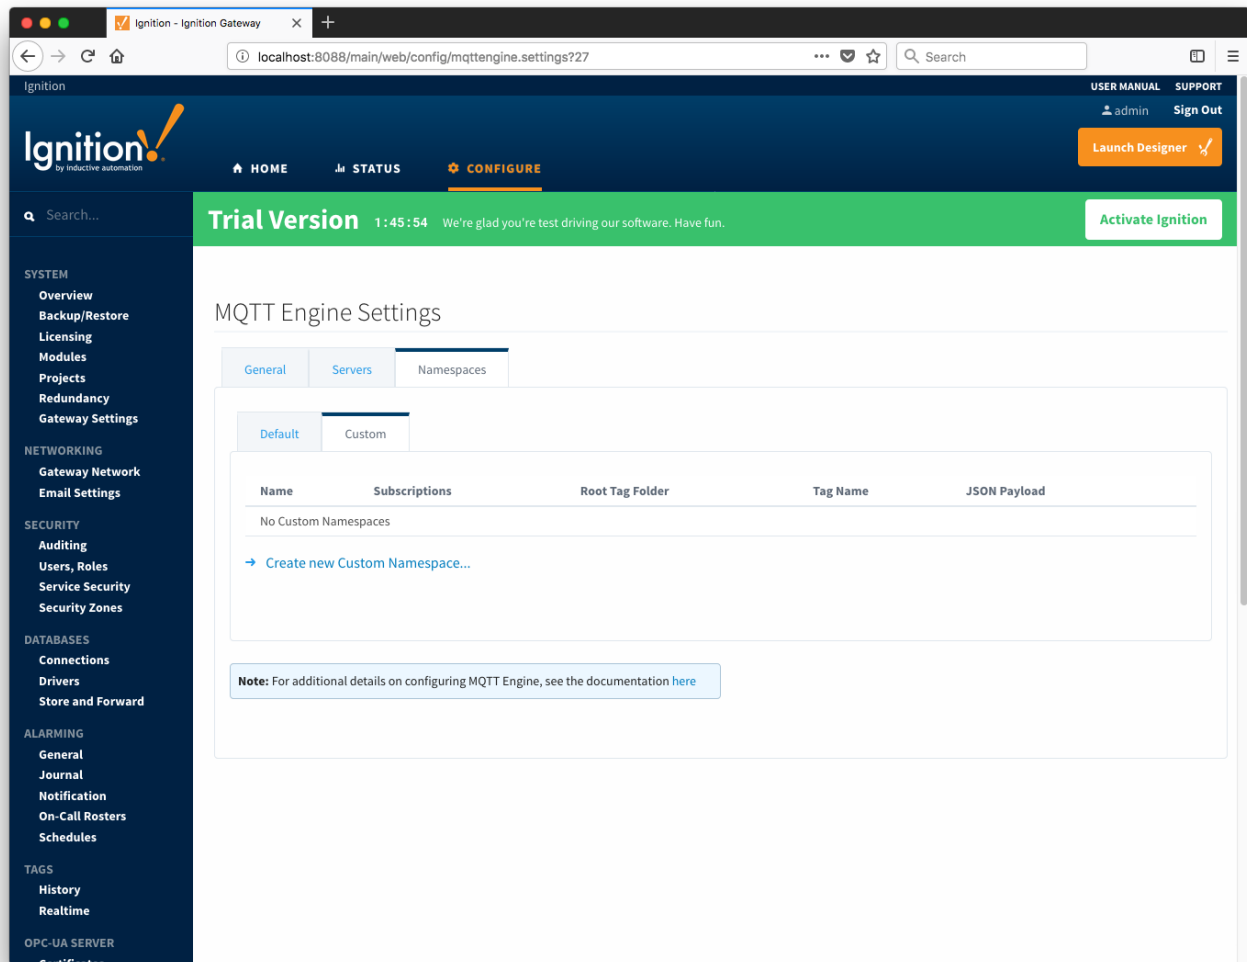 Ignition - Ignition Gateway
localhost:8088/main/web/config/mqttengine.settings?27
Search
Ignition
USER MANUAL SUPPORT
admin Sign Out
Ignition!
by inductive automation
Launch Designer
HOME STATUS CONFIGURE
Search...
Trial Version 1:45:54 We're glad you're test driving our software. Have fun.
Activate Ignition
SYSTEM
Overview
Backup/Restore
Licensing
Modules
Projects
Redundancy
Gateway Settings
NETWORKING
Gateway Network
Email Settings
SECURITY
Auditing
Users, Roles
Service Security
Security Zones
DATABASES
Connections
Drivers
Store and Forward
ALARMING
General
Journal
Notification
On-Call Rosters
Schedules
TAGS
History
Realtime
OPC-UA SERVER
Certificates
MQTT Engine Settings
General Servers Namespaces
Default Custom
Name Subscriptions Root Tag Folder Tag Name JSON Payload
No Custom Namespaces
Create new Custom Namespace...
Note: For additional details on configuring MQTT Engine, see the documentation here